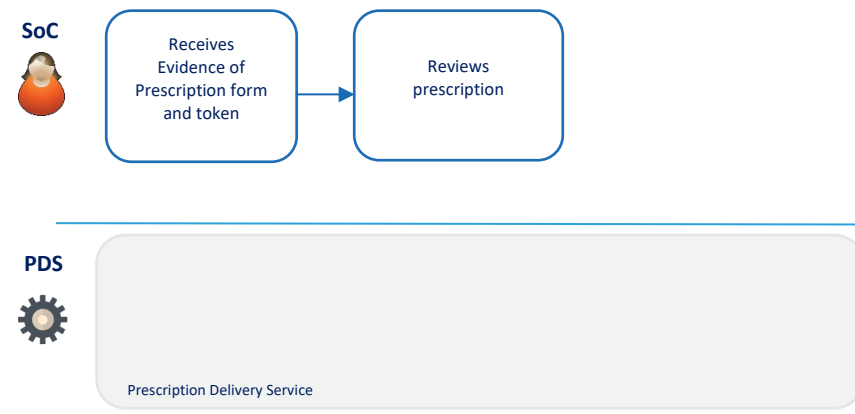 SoC
Receives
Evidence of
Prescription form
and token
Reviews
prescription
PDS
Prescription Delivery Service